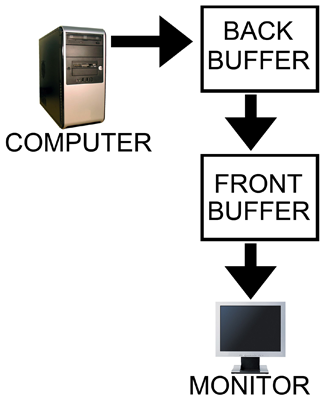 COMPUTER
BACK
BUFFER
FRONT
BUFFER
MONITOR